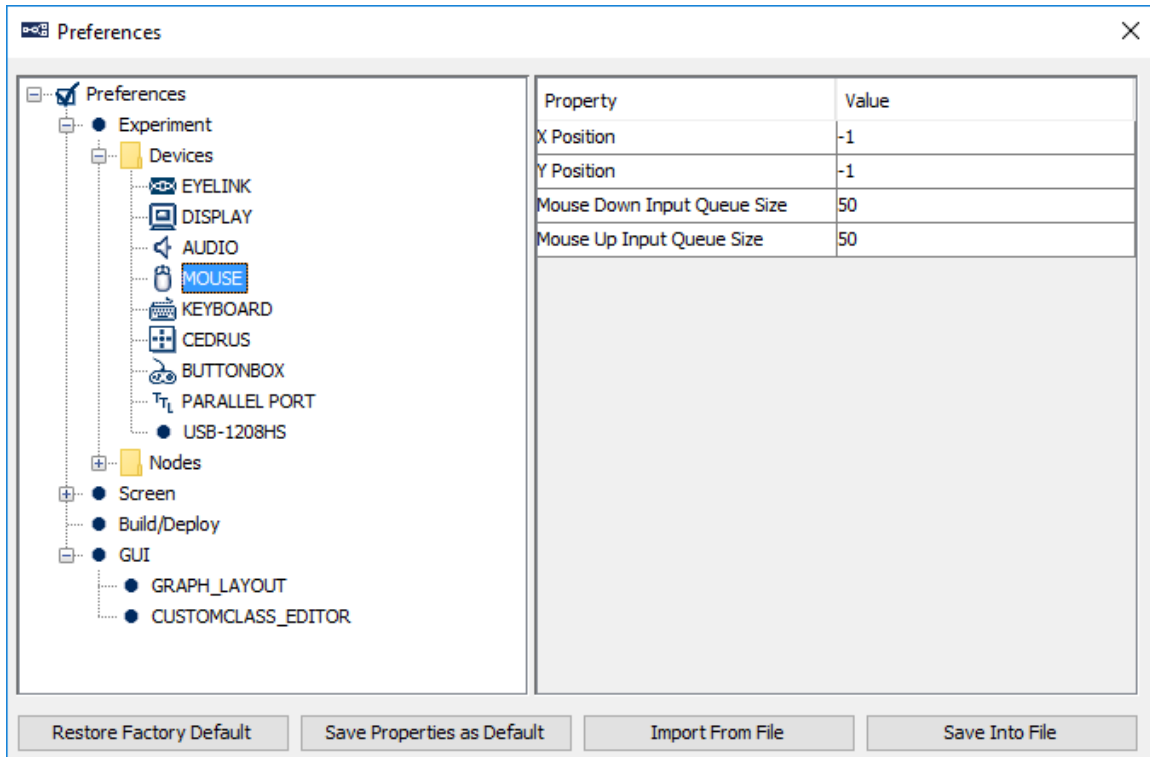 Preferences
Preferences
Experiment
Devices
EYELINK
DISPLAY
AUDIO
MOUSE
KEYBOARD
CEDRUS
BUTTONBOX
TTL PARALLEL PORT
USB-1208HS
Nodes
Screen
Build/Deploy
GUI
GRAPH_LAYOUT
CUSTOMCLASS_EDITOR
Property Value
X Position -1
Y Position -1
Mouse Down Input Queue Size 50
Mouse Up Input Queue Size 50
Restore Factory Default Save Properties as Default Import From File Save Into File